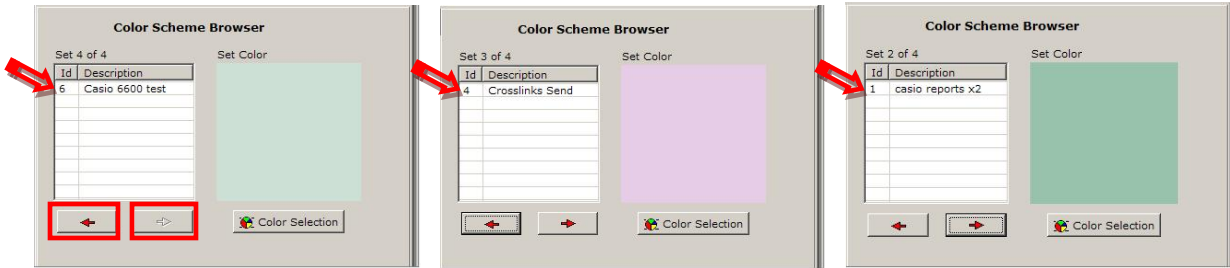 Color Scheme Browser
Set 4 of 4
Set Color
Id Description
6 Casio 6600 test
Color Selection
Color Scheme Browser
Set 3 of 4
Set Color
Id Description
4 Crosslinks Send
Color Selection
Color Scheme Browser
Set 2 of 4
Set Color
Id Description
1 casio reports x2
Color Selection